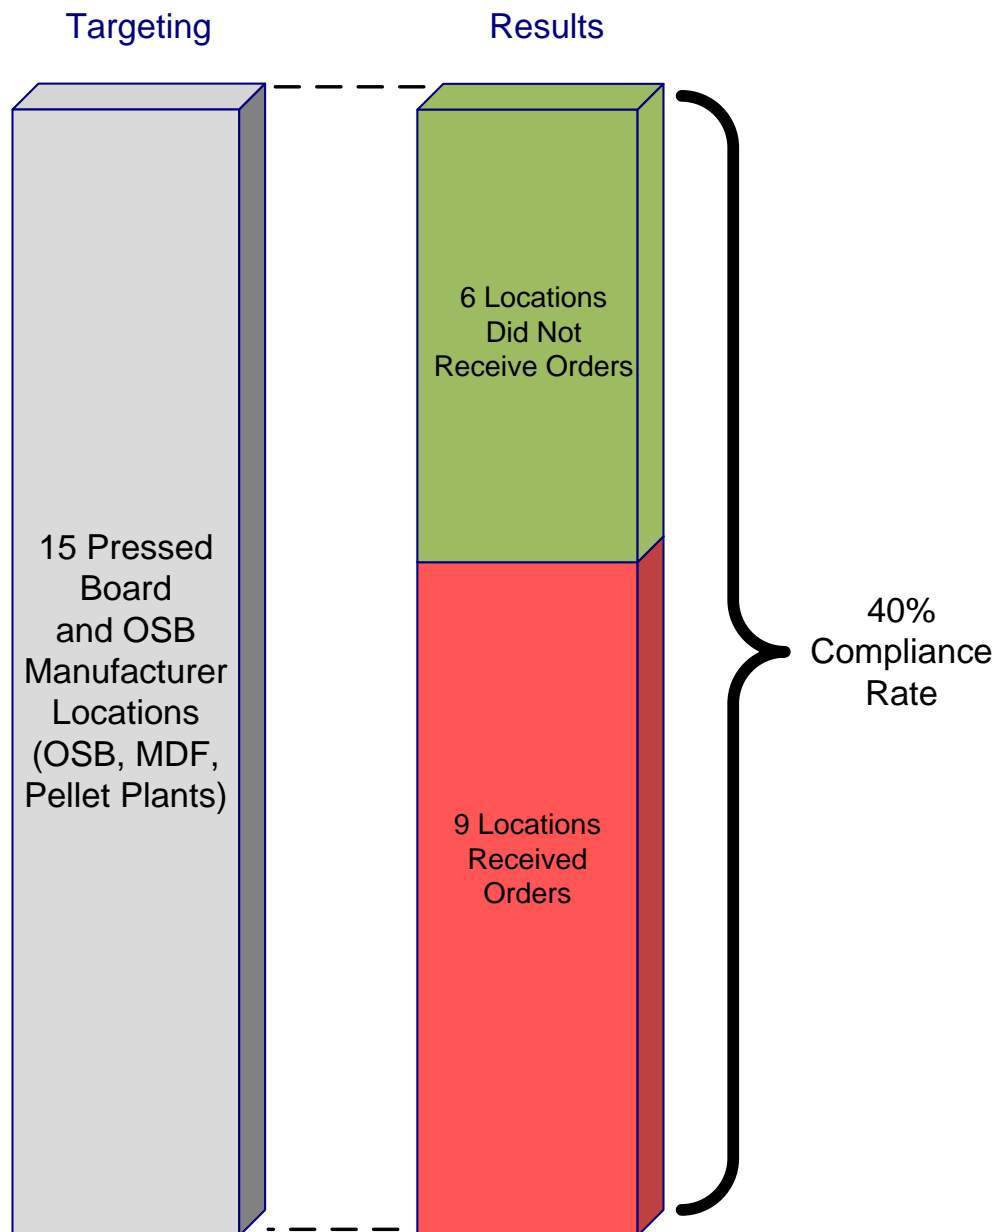 Targeting
Results
15 Pressed
Board
and OSB
Manufacturer
Locations
(OSB, MDF,
Pellet Plants)
6 Locations
Did Not
Receive Orders
9 Locations
Received
Orders
40%
Compliance
Rate